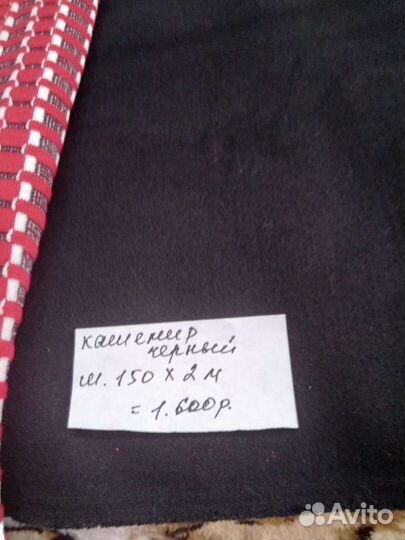 кашемир
черный
ш. 150 х 2 м
= 1.600р.
Avito